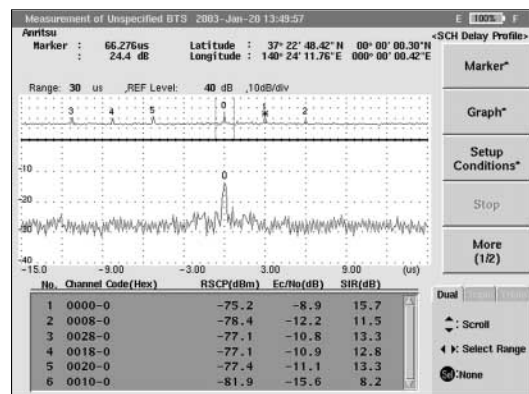 Measurement of Unspecified BTS 2003-Jan-20 13:49:57 E 100% F
Anritsu
<SCH Delay Profile>
Marker : 66.276us Latitude : 37° 22' 48.42"N 00° 00' 00.30"N
: 24.4 dB Longitude : 140° 24' 11.76"E 000° 00' 00.42"E
Marker*
Range: 30 us ,REF Level: 40 dB ,10dB/div
3 4 5 0 1 2
Graph*
Setup
Conditions*
-10
0
-20
Stop
-30
-40
-15.0 -9.00 -3.00 3.00 9.00 (us)
More
(1/2)
No. Channel Code(Hex) RSCP(dBm) Ec/No(dB) SIR(dB)
1 0000-0 -75.2 -8.9 15.7
2 0008-0 -78.4 -12.2 11.5
3 0028-0 -77.1 -10.8 13.3
4 0018-0 -77.1 -10.9 12.8
5 0020-0 -77.4 -11.1 13.3
6 0010-0 -81.9 -15.6 8.2
Dual
: Scroll
: Select Range
Sel :None